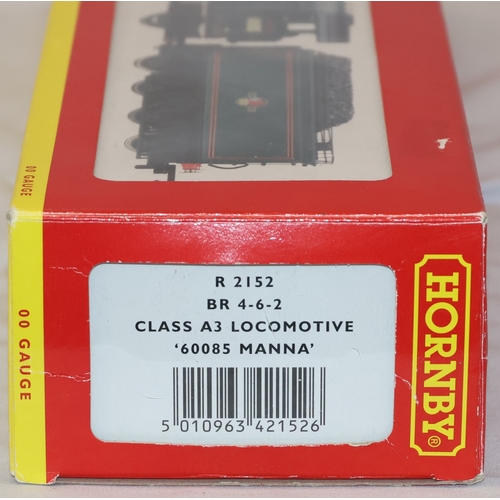 00 GAUGE
00 GAUGE
R 2152
BR 4-6-2
CLASS A3 LOCOMOTIVE
'60085 MANNA'
5 010963 421526
HORNBY®